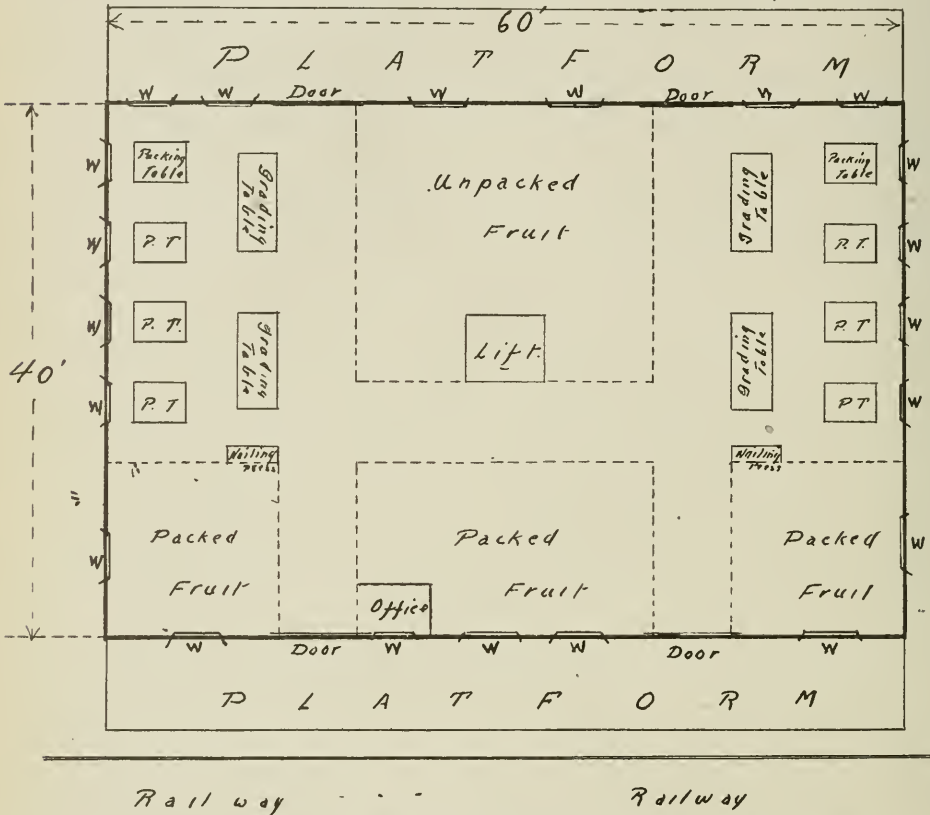 60'
PLATFORM
W W Door W W Door W W
W Packing Table Grading Table Unpacked Fruit Grading Table Packing Table W
W P.T P.T. W
W P.T. Grading Table Lift. Grading Table P.T W
40'
W P.T PT W
Nailing Press Nailing Press
W Packed Fruit Packed Fruit Packed Fruit W
Office
W Door W W W Door W
PLATFORM
Railway Railway